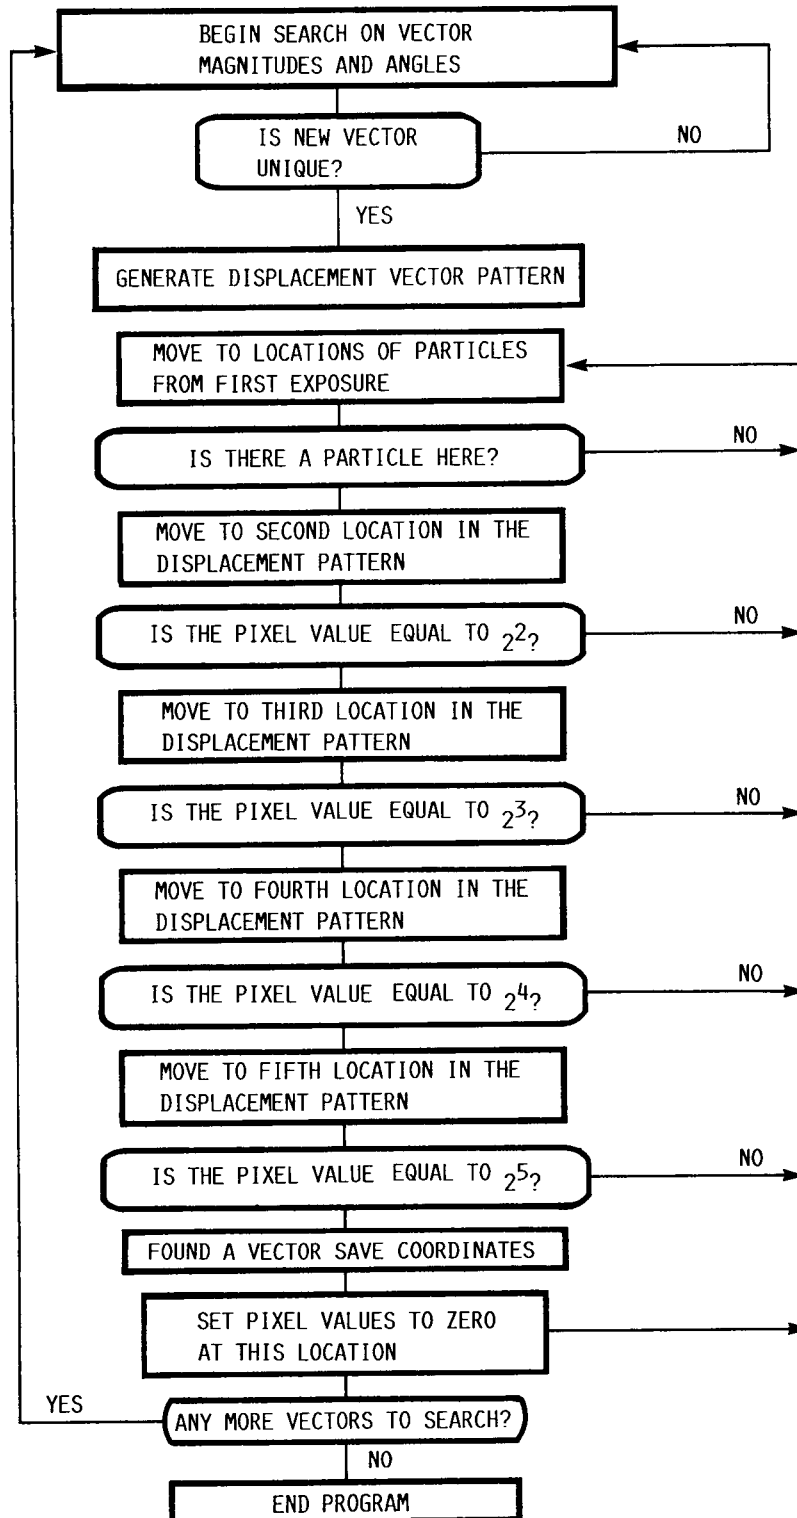 BEGIN SEARCH ON VECTOR
MAGNITUDES AND ANGLES
IS NEW VECTOR
UNIQUE?
NO
YES
GENERATE DISPLACEMENT VECTOR PATTERN
MOVE TO LOCATIONS OF PARTICLES
FROM FIRST EXPOSURE
IS THERE A PARTICLE HERE?
NO
MOVE TO SECOND LOCATION IN THE
DISPLACEMENT PATTERN
IS THE PIXEL VALUE EQUAL TO 2²?
NO
MOVE TO THIRD LOCATION IN THE
DISPLACEMENT PATTERN
IS THE PIXEL VALUE EQUAL TO 2³?
NO
MOVE TO FOURTH LOCATION IN THE
DISPLACEMENT PATTERN
IS THE PIXEL VALUE EQUAL TO 2⁴?
NO
MOVE TO FIFTH LOCATION IN THE
DISPLACEMENT PATTERN
IS THE PIXEL VALUE EQUAL TO 2⁵?
NO
FOUND A VECTOR SAVE COORDINATES
SET PIXEL VALUES TO ZERO
AT THIS LOCATION
YES
ANY MORE VECTORS TO SEARCH?
NO
END PROGRAM